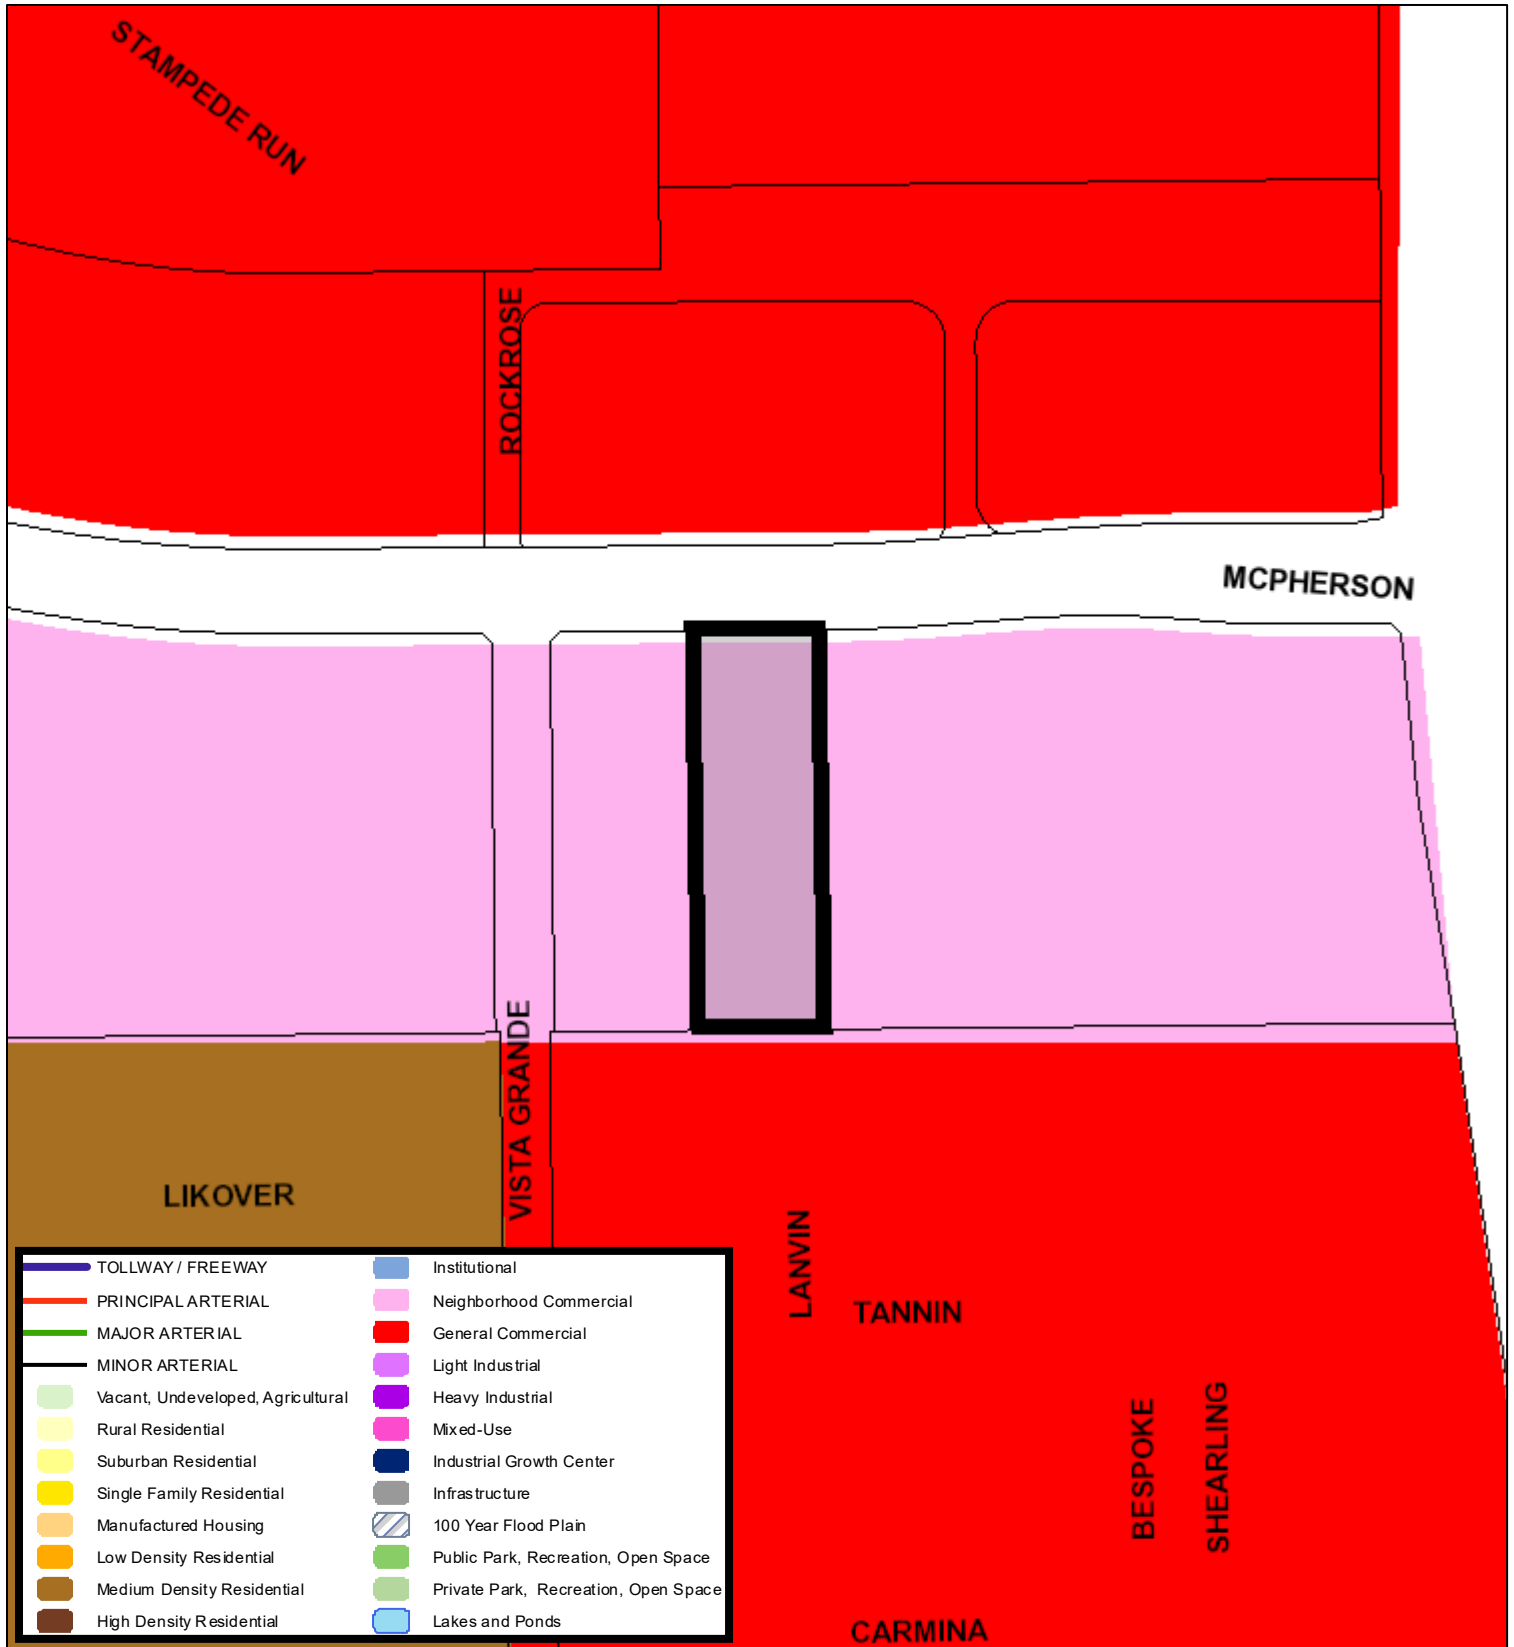 STAMPEDE RUN
ROCKROSE
MCPHERSON
VISTA GRANDE
LIKOVER
LANVIN
TANNIN
BESPOKE
SHEARLING
CARMINA
TOLLWAY / FREEWAY
PRINCIPAL ARTERIAL
MAJOR ARTERIAL
MINOR ARTERIAL
Vacant, Undeveloped, Agricultural
Rural Residential
Suburban Residential
Single Family Residential
Manufactured Housing
Low Density Residential
Medium Density Residential
High Density Residential
Institutional
Neighborhood Commercial
General Commercial
Light Industrial
Heavy Industrial
Mixed-Use
Industrial Growth Center
Infrastructure
100 Year Flood Plain
Public Park, Recreation, Open Space
Private Park, Recreation, Open Space
Lakes and Ponds